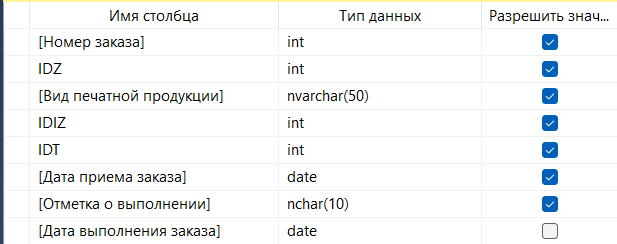 Имя столбца Тип данных Разрешить знач...
[Номер заказа] int
IDZ int
[Вид печатной продукции] nvarchar(50)
IDIZ int
IDT int
[Дата приема заказа] date
[Отметка о выполнении] nchar(10)
[Дата выполнения заказа] date